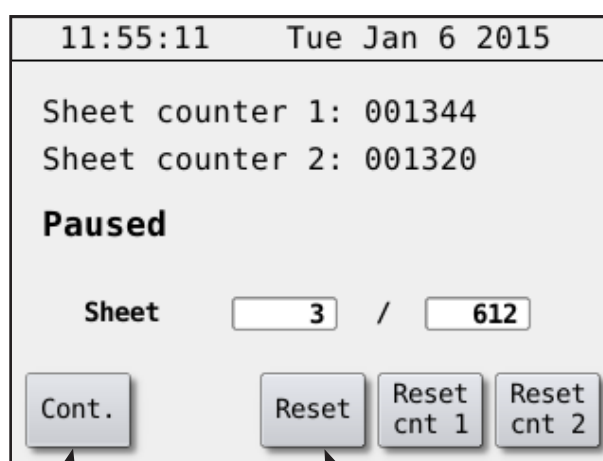 11:55:11 Tue Jan 6 2015
Sheet counter 1: 001344
Sheet counter 2: 001320
Paused
Sheet 3 / 612
Cont. Reset Reset cnt 1 Reset cnt 2